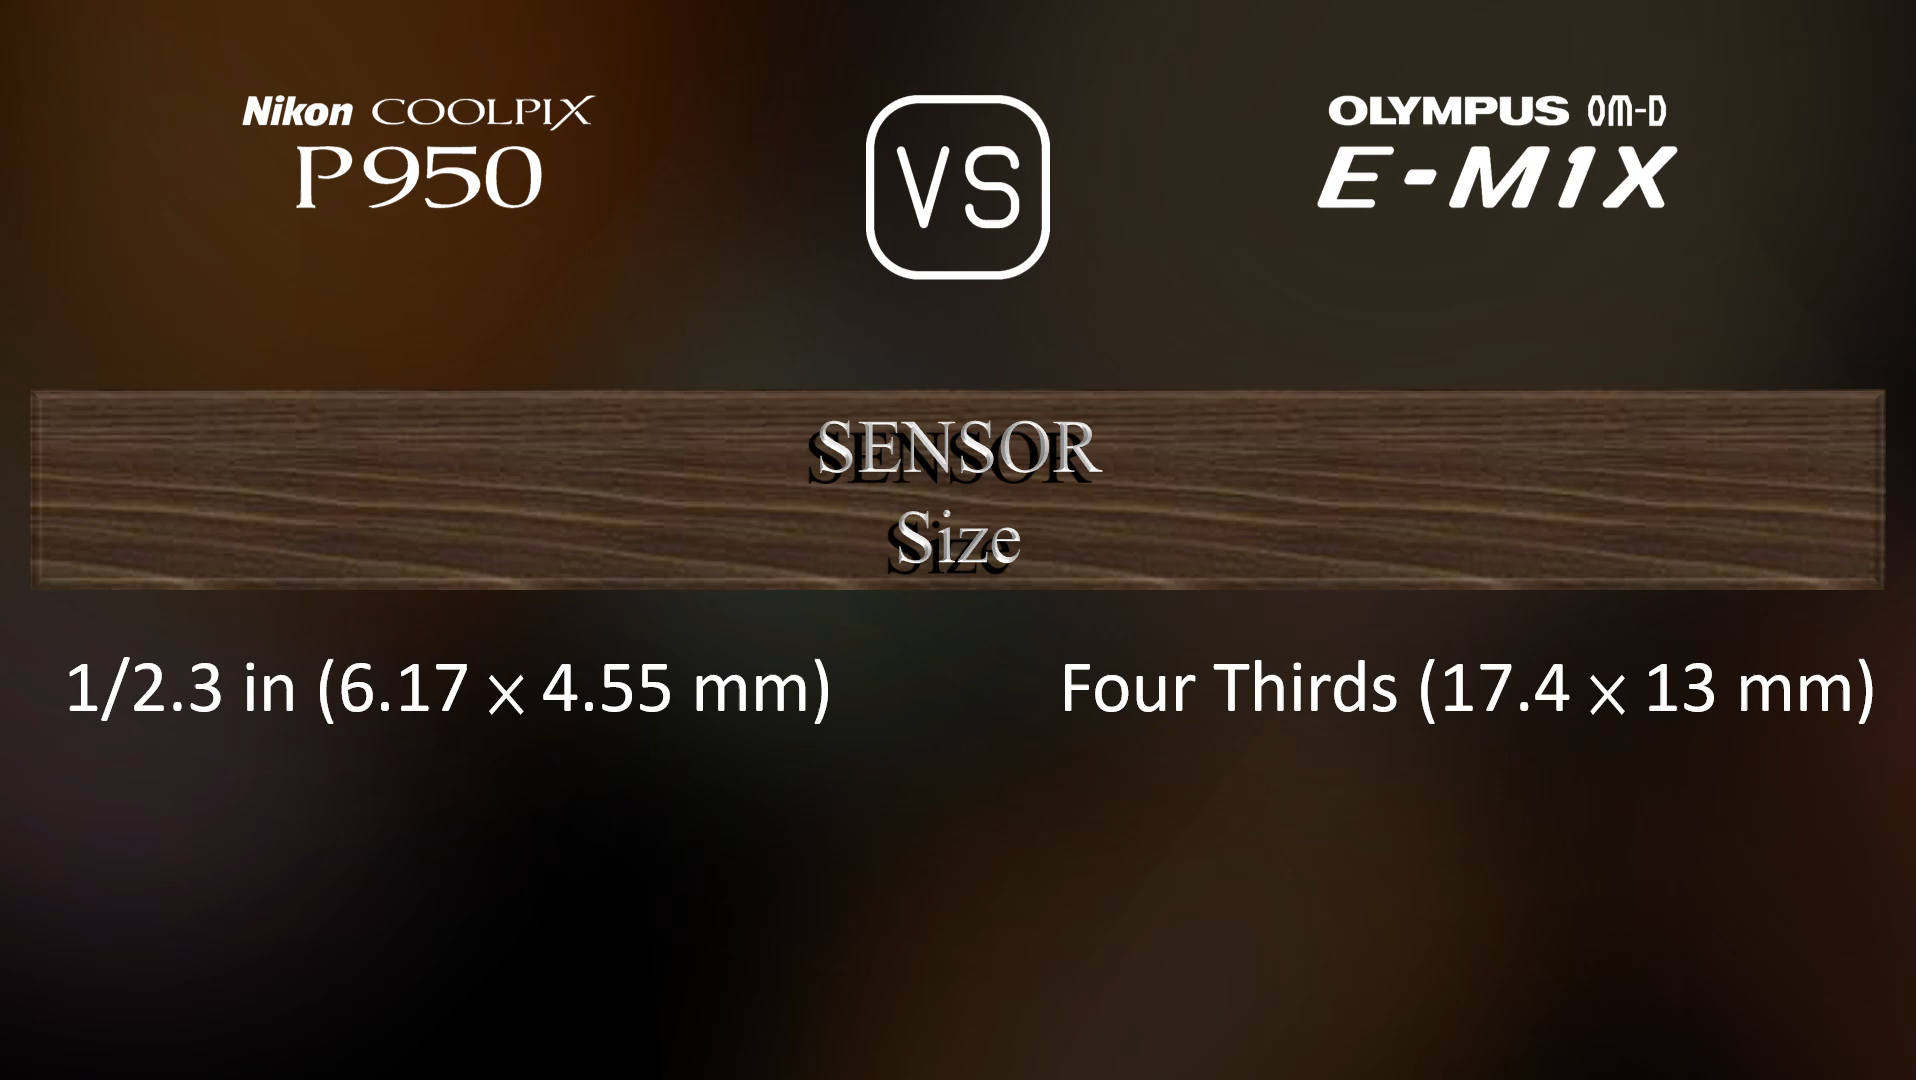 Nikon COOLPIX
P950
VS
OLYMPUS OM-D
E-M1X
SENSOR
Size
1/2.3 in (6.17 x 4.55 mm)
Four Thirds (17.4 x 13 mm)